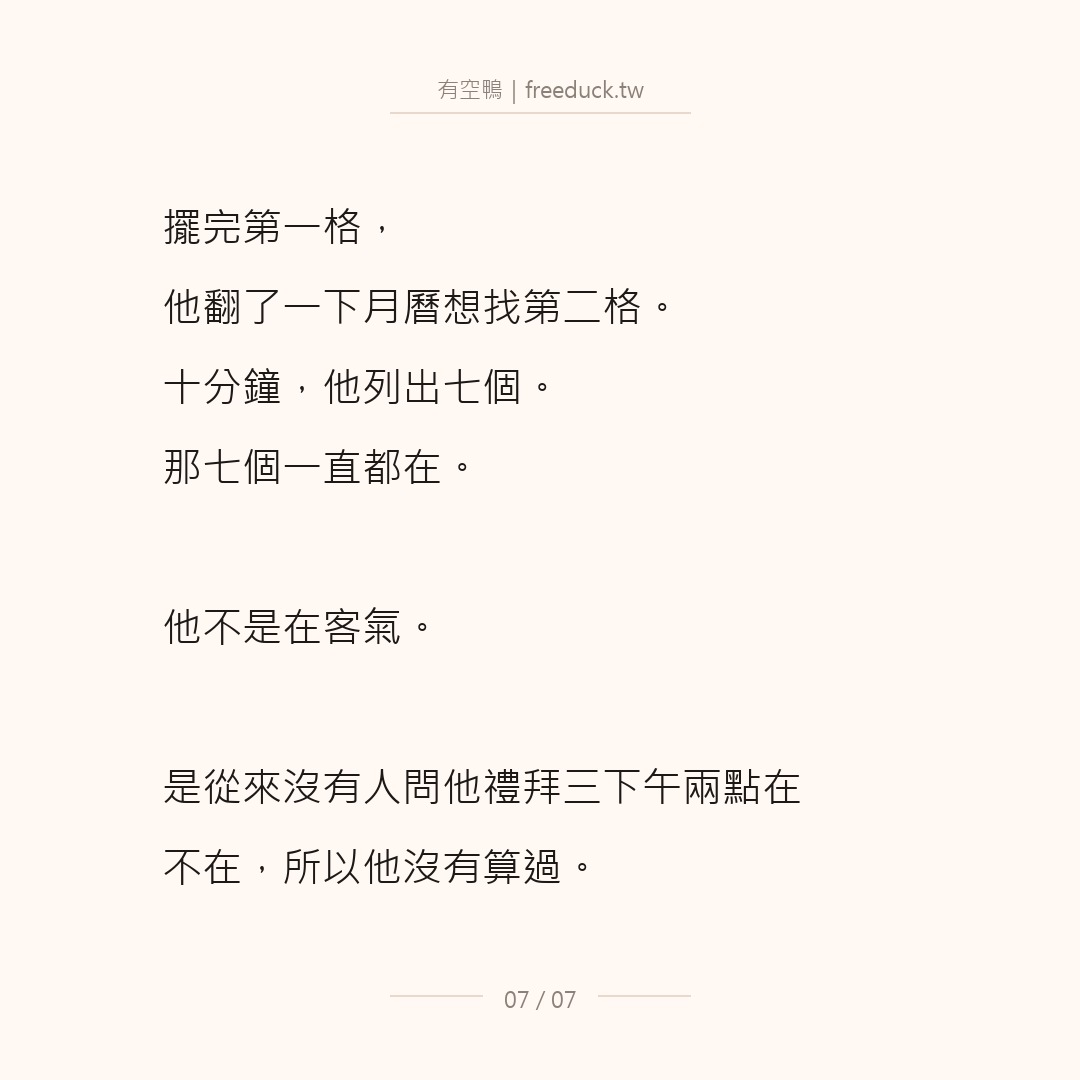 有空鴨｜freeduck.tw
擺完第一格，
他翻了一下月曆想找第二格。
十分鐘，他列出七個。
那七個一直都在。
他不是在客氣。
是從來沒有人問他禮拜三下午兩點在
不在，所以他沒有算過。
07 / 07